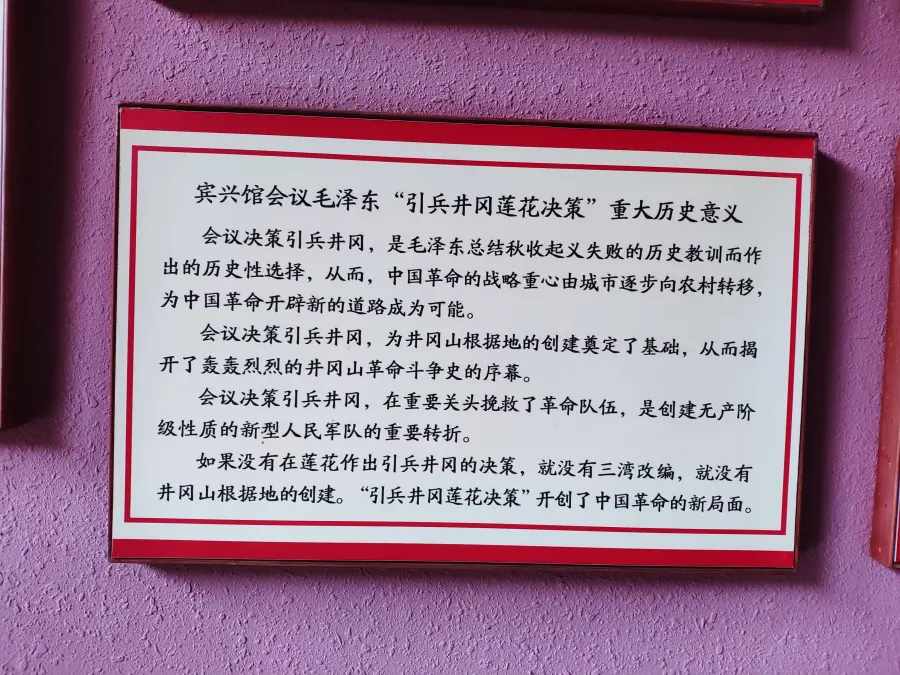 宾兴馆会议毛泽东“引兵井冈莲花决策”重大历史意义
会议决策引兵井冈，是毛泽东总结秋收起义失败的历史教训而作
出的历史性选择，从而，中国革命的战略重心由城市逐步向农村转移，
为中国革命开辟新的道路成为可能。
会议决策引兵井冈，为井冈山根据地的创建奠定了基础，从而揭
开了轰轰烈烈的井冈山革命斗争史的序幕。
会议决策引兵井冈，在重要关头挽救了革命队伍，是创建无产阶
级性质的新型人民军队的重要转折。
如果没有在莲花作出引兵井冈的决策，就没有三湾改编，就没有
井冈山根据地的创建。“引兵井冈莲花决策”开创了中国革命的新局面。